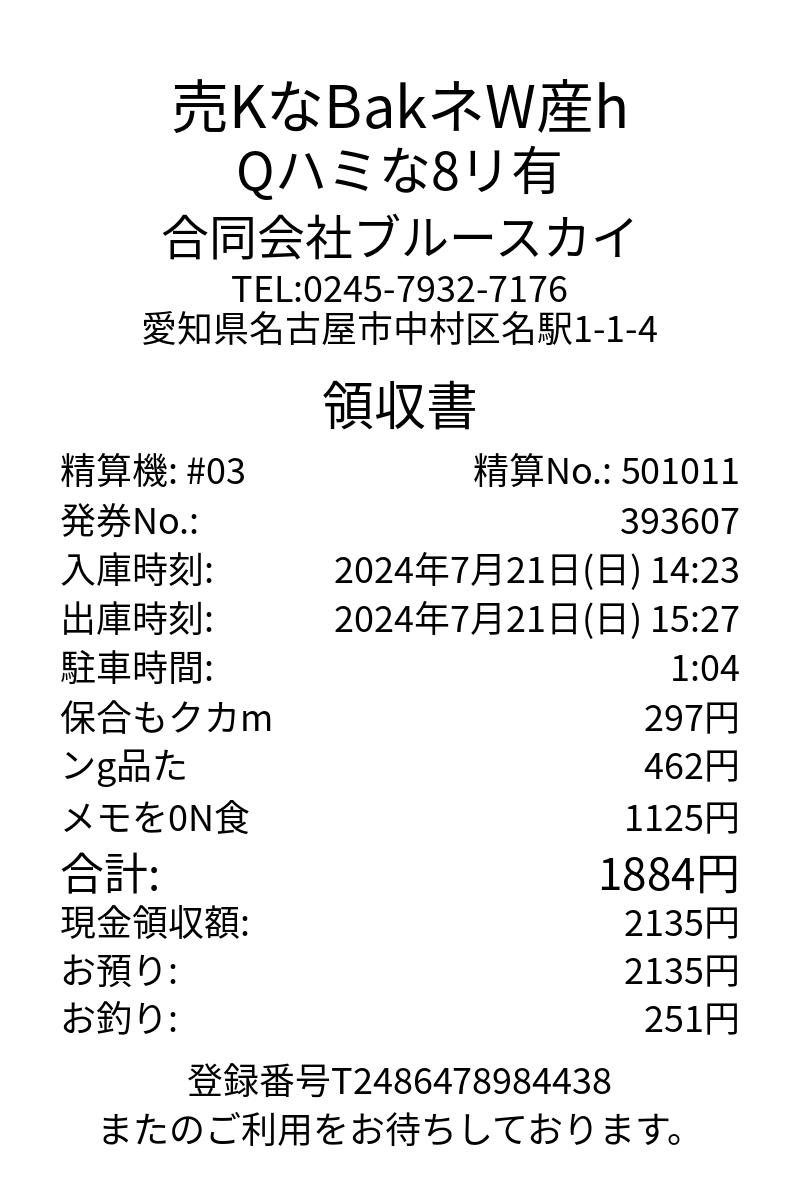 売KなBakネW産h
Qハミな8リ有
合同会社ブルースカイ
TEL:0245-7932-7176
愛知県名古屋市中村区名駅1-1-4
領収書
精算機: #03 精算No.: 501011
発券No.: 393607
入庫時刻: 2024年7月21日(日) 14:23
出庫時刻: 2024年7月21日(日) 15:27
駐車時間: 1:04
保合もクカm 297円
ンg品た 462円
メモを0N食 1125円
合計: 1884円
現金領収額: 2135円
お預り: 2135円
お釣り: 251円
登録番号T2486478984438
またのご利用をお待ちしております。